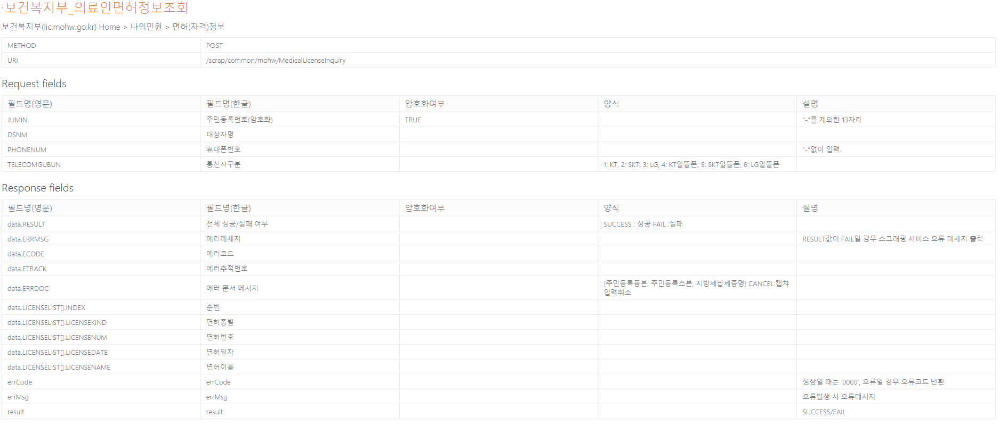 ·보건복지부_의료인면허정보조회
보건복지부(lic.mohw.go.kr) Home > 나의민원 > 면허(자격)정보
METHOD POST
URI /scrap/common/mohw/MedicalLicenseInquiry
Request fields
필드명(영문) 필드명(한글) 암호화여부 양식 설명
JUMIN 주민등록번호(암호화) TRUE "-"를 제외한 13자리
DSNM 대상자명
PHONENUM 휴대폰번호 "-"없이 입력.
TELECOMGUBUN 통신사구분 1: KT, 2: SKT, 3: LG, 4: KT알뜰폰, 5: SKT알뜰폰, 6: LG알뜰폰
Response fields
필드명(영문) 필드명(한글) 암호화여부 양식 설명
data.RESULT 전체 성공/실패 여부 SUCCESS : 성공 FAIL :실패
data.ERRMSG 에러메세지 RESULT값이 FAIL일 경우 스크래핑 서비스 오류 메세지 출력
data.ECODE 에러코드
data.ETRACK 에러추적번호
data.ERRDOC 에러 문서 메시지 (주민등록등본, 주민등록초본, 지방세납세증명) CANCEL:캡챠
입력취소
data.LICENSELIST[].INDEX 순번
data.LICENSELIST[].LICENSEKIND 면허종별
data.LICENSELIST[].LICENSENUM 면허번호
data.LICENSELIST[].LICENSEDATE 면허일자
data.LICENSELIST[].LICENSENAME 면허이름
errCode errCode 정상일 때는 '0000', 오류일 경우 오류코드 반환
errMsg errMsg 오류발생 시 오류메시지
result result SUCCESS/FAIL